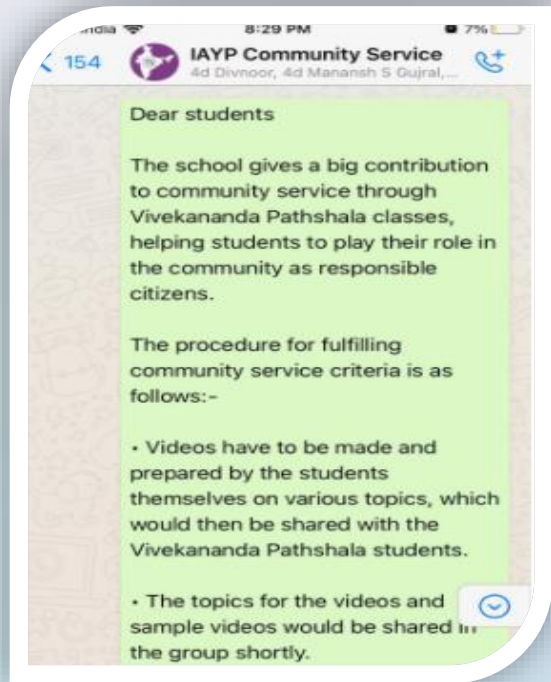 8:29 PM
7%
154
IAYP Community Service
4d Divnoor, 4d Manansh S Gujral,...
Dear students
The school gives a big contribution
to community service through
Vivekananda Pathshala classes,
helping students to play their role in
the community as responsible
citizens.
The procedure for fulfilling
community service criteria is as
follows:-
• Videos have to be made and
prepared by the students
themselves on various topics, which
would then be shared with the
Vivekananda Pathshala students.
• The topics for the videos and
sample videos would be shared in
the group shortly.